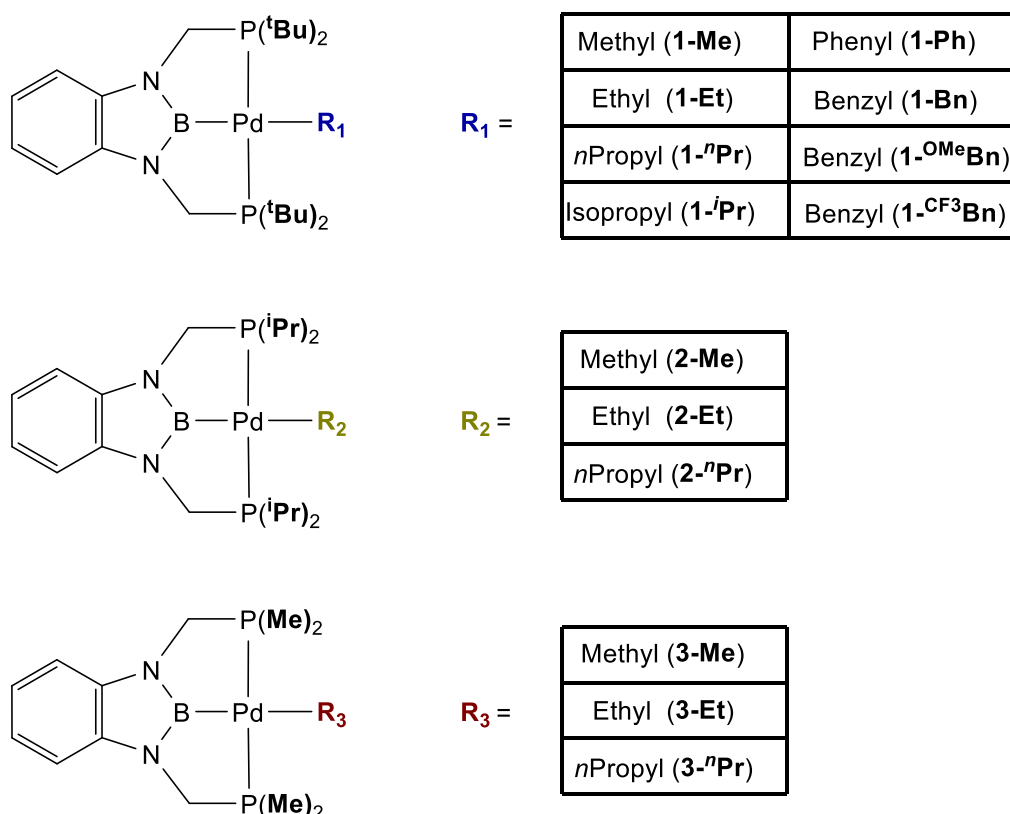 P(ᵗBu)₂
N
B Pd R₁
N
P(ᵗBu)₂
R₁ =
Methyl (1-Me) Phenyl (1-Ph)
Ethyl (1-Et) Benzyl (1-Bn)
nPropyl (1-ⁿPr) Benzyl (1-ᴼᴹᵉBn)
Isopropyl (1-ⁱPr) Benzyl (1-ᶜᶠ³Bn)
P(ⁱPr)₂
N
B Pd R₂
N
P(ⁱPr)₂
R₂ =
Methyl (2-Me)
Ethyl (2-Et)
nPropyl (2-ⁿPr)
P(Me)₂
N
B Pd R₃
N
P(Me)₂
R₃ =
Methyl (3-Me)
Ethyl (3-Et)
nPropyl (3-ⁿPr)